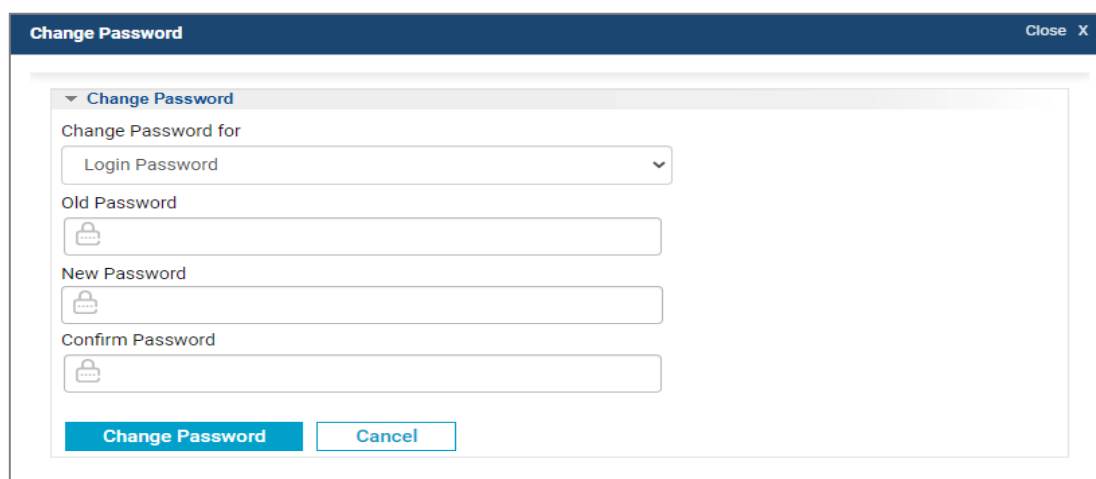 Change Password Close X
Change Password
Change Password for
Login Password
Old Password
New Password
Confirm Password
Change Password Cancel